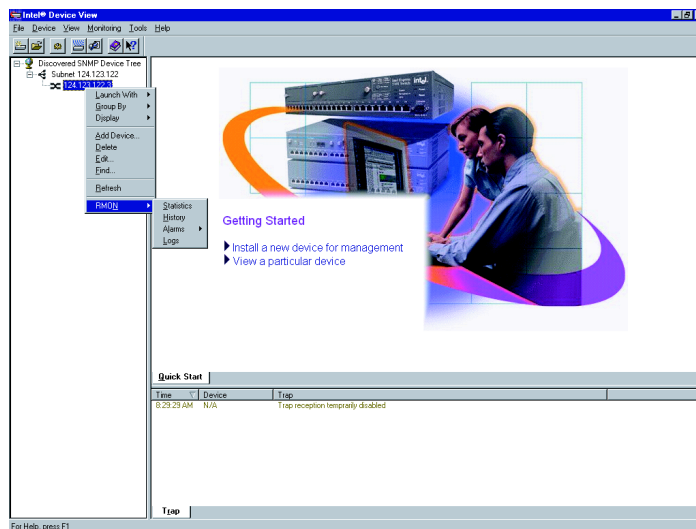 Intel® Device View
File Device View Monitoring Tools Help
Discovered SNMP Device Tree
Subnet 124.123.122
124.123.122.3
Launch With
Group By
Display
Add Device...
Delete
Edit...
Find...
Refresh
RMON
Statistics
History
Alarms
Logs
intel
Getting Started
Install a new device for management
View a particular device
Quick Start
Time Device Trap
8:29:29 AM N/A Trap reception temprarily disabled
Trap
For Help, press F1